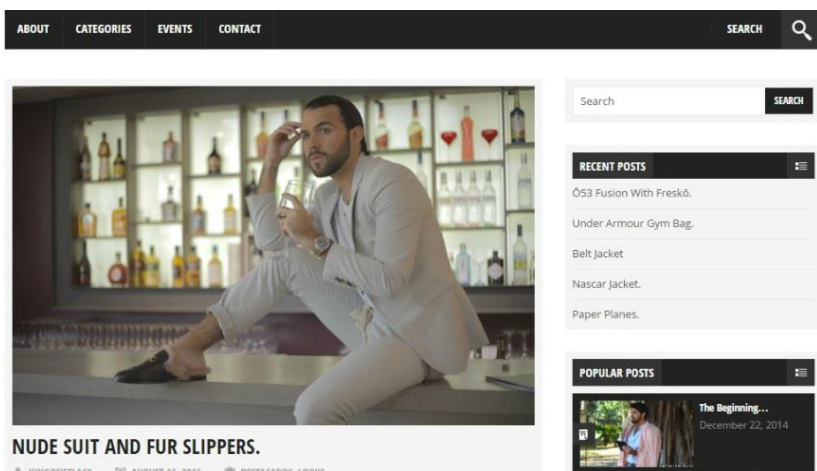 ABOUT CATEGORIES EVENTS CONTACT SEARCH
Search SEARCH
RECENT POSTS
Ö53 Fusion With Freskö.
Under Armour Gym Bag.
Belt Jacket
Nascar Jacket.
Paper Planes.
POPULAR POSTS
The Beginning...
December 22, 2014
NUDE SUIT AND FUR SLIPPERS.